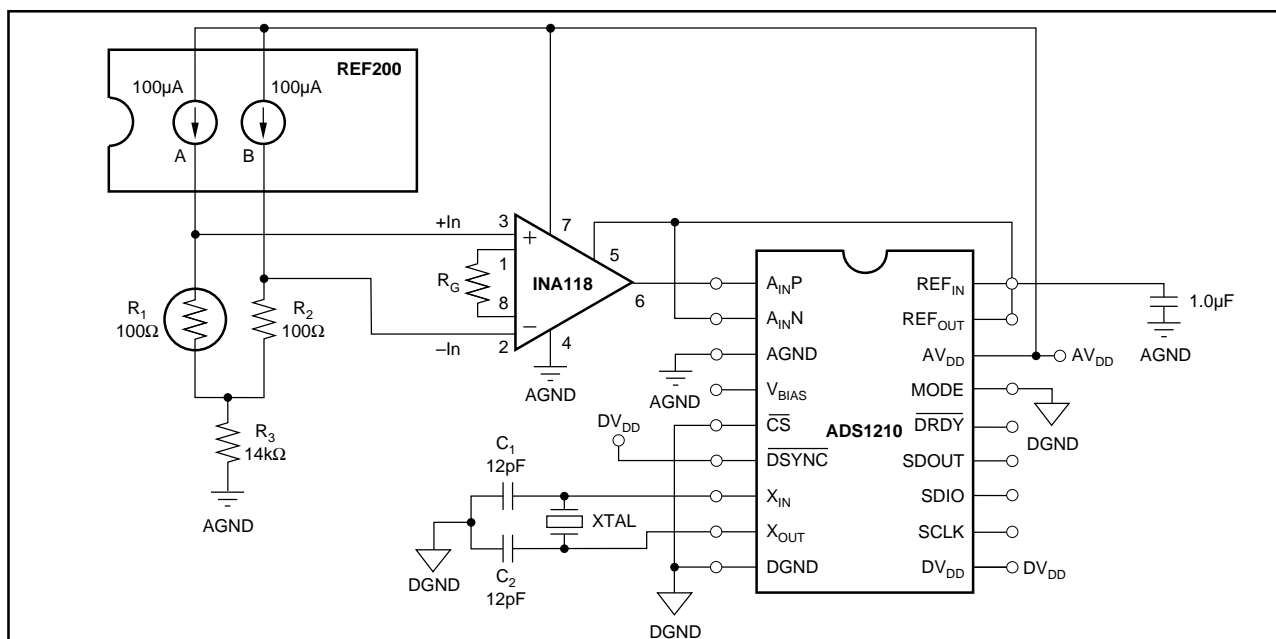 REF200
100µA
100µA
A
B
+In
3
7
5
1
R_G
INA118
8
6
–In
2
4
AGND
R_1
100Ω
R_2
100Ω
R_3
14kΩ
AGND
A_INP
A_INN
AGND
AGND
V_BIAS
CS
DSYNC
DV_DD
X_IN
X_OUT
DGND
DGND
ADS1210
REF_IN
REF_OUT
AV_DD
AV_DD
MODE
DGND
DRDY
SDOUT
SDIO
SCLK
DV_DD
DV_DD
1.0µF
AGND
C_1
12pF
XTAL
C_2
12pF
DGND